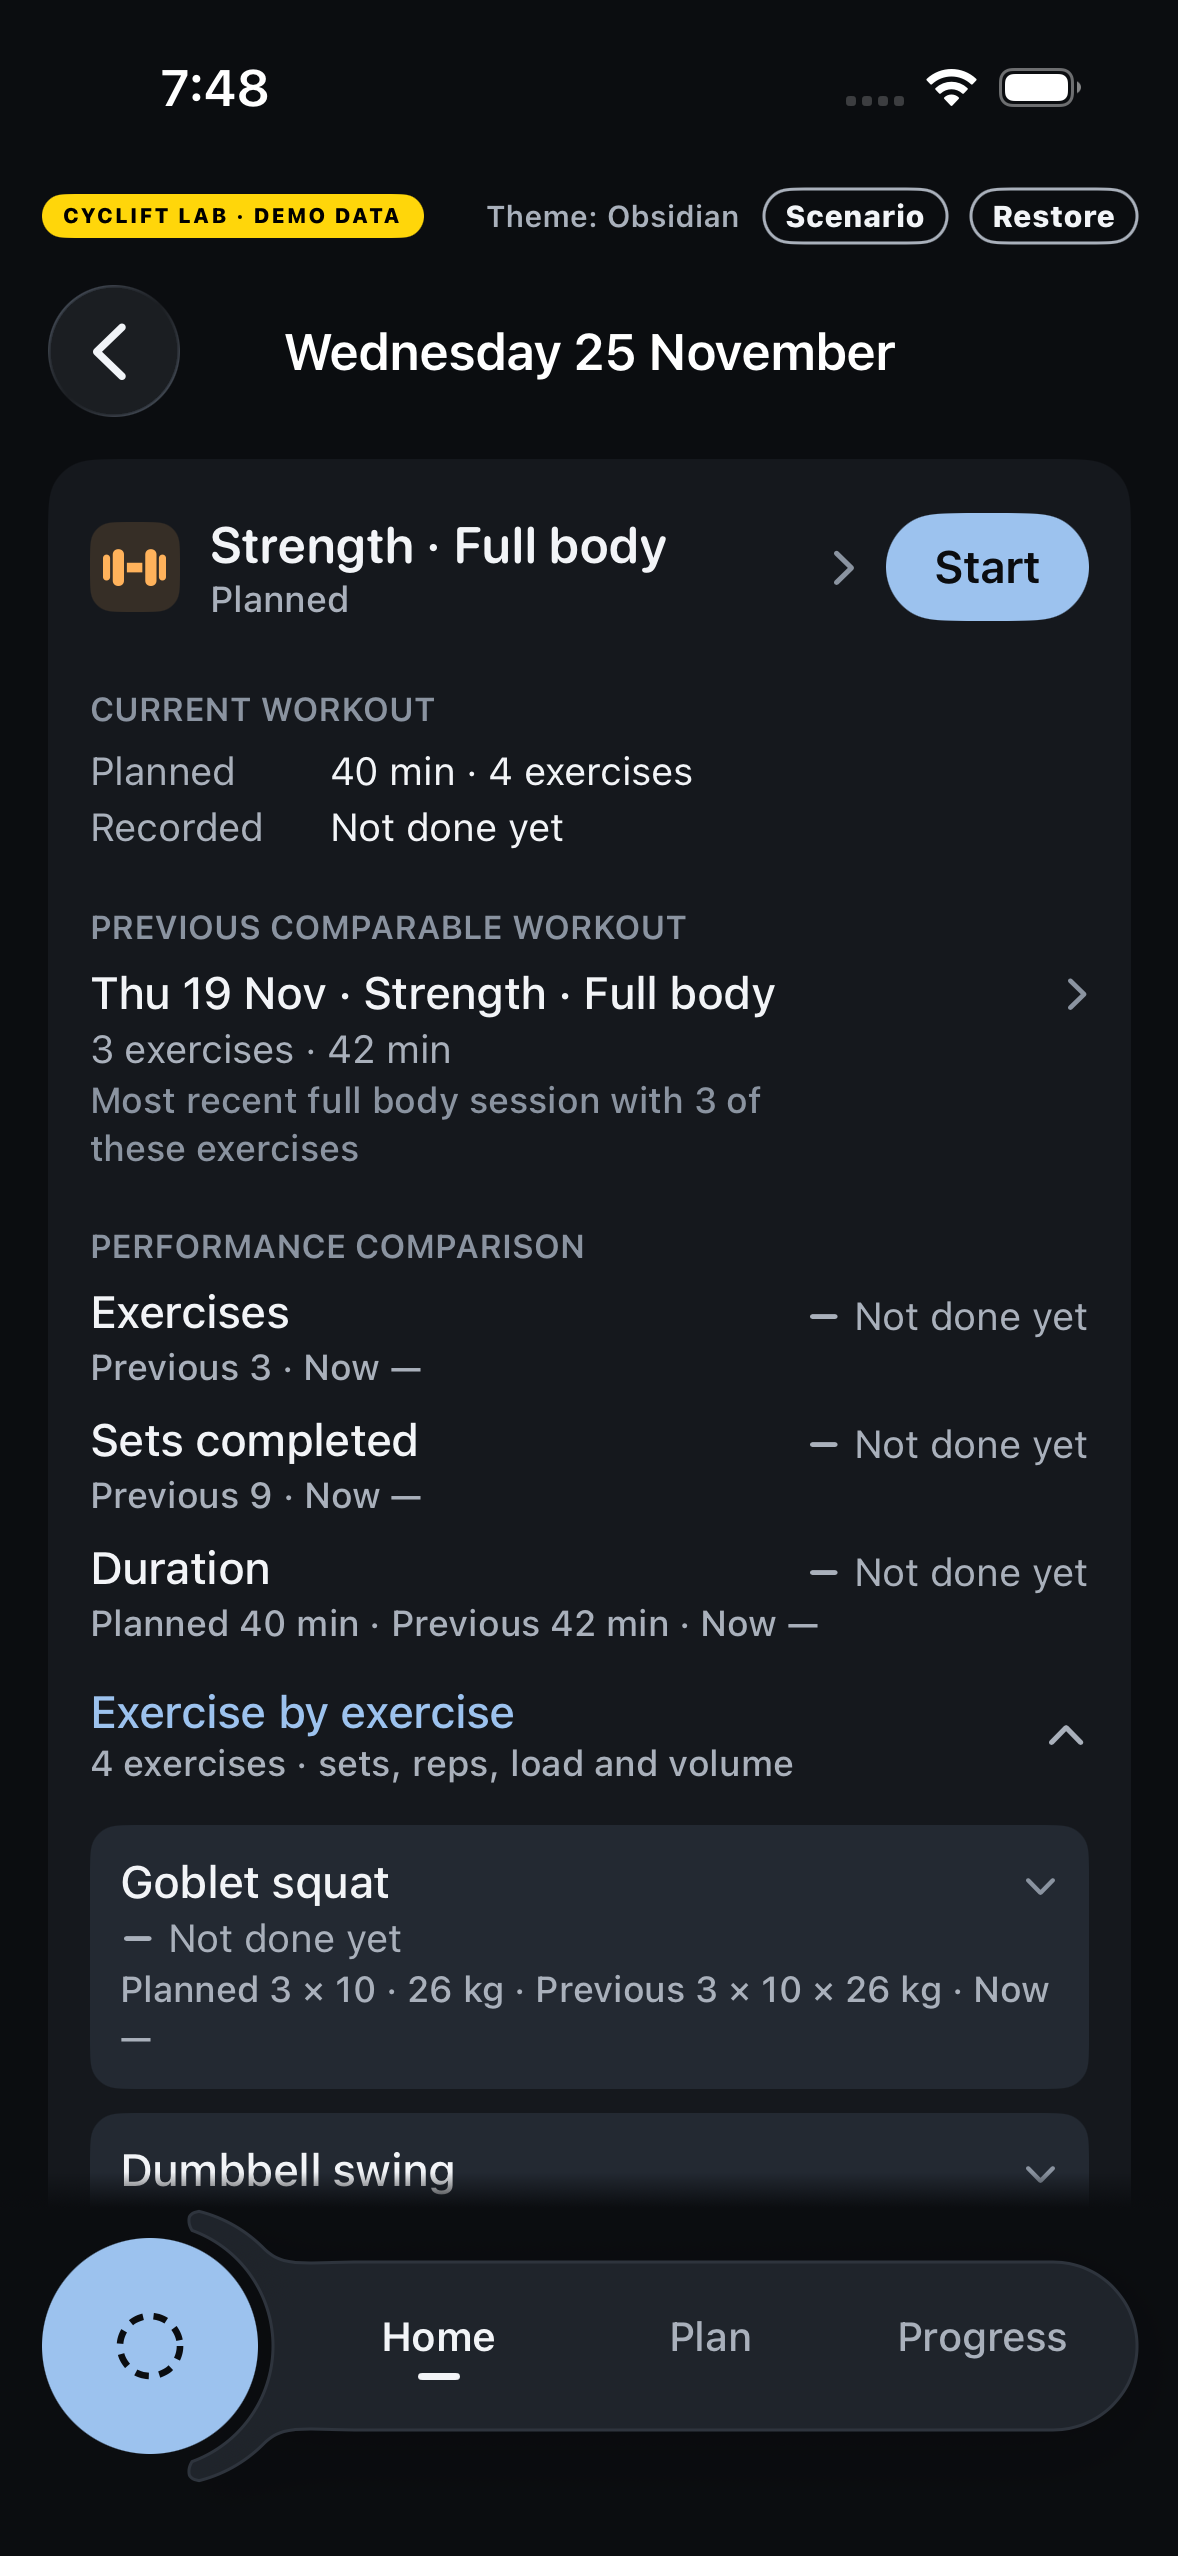 7:48
CYCLIFT LAB · DEMO DATA
Theme: Obsidian
Scenario
Restore
Wednesday 25 November
Strength · Full body
Planned
Start
CURRENT WORKOUT
Planned 40 min · 4 exercises
Recorded Not done yet
PREVIOUS COMPARABLE WORKOUT
Thu 19 Nov · Strength · Full body
3 exercises · 42 min
Most recent full body session with 3 of
these exercises
PERFORMANCE COMPARISON
Exercises
— Not done yet
Previous 3 · Now —
Sets completed
— Not done yet
Previous 9 · Now —
Duration
— Not done yet
Planned 40 min · Previous 42 min · Now —
Exercise by exercise
4 exercises · sets, reps, load and volume
Goblet squat
— Not done yet
Planned 3 × 10 · 26 kg · Previous 3 × 10 × 26 kg · Now
—
Dumbbell swing
Home
Plan
Progress